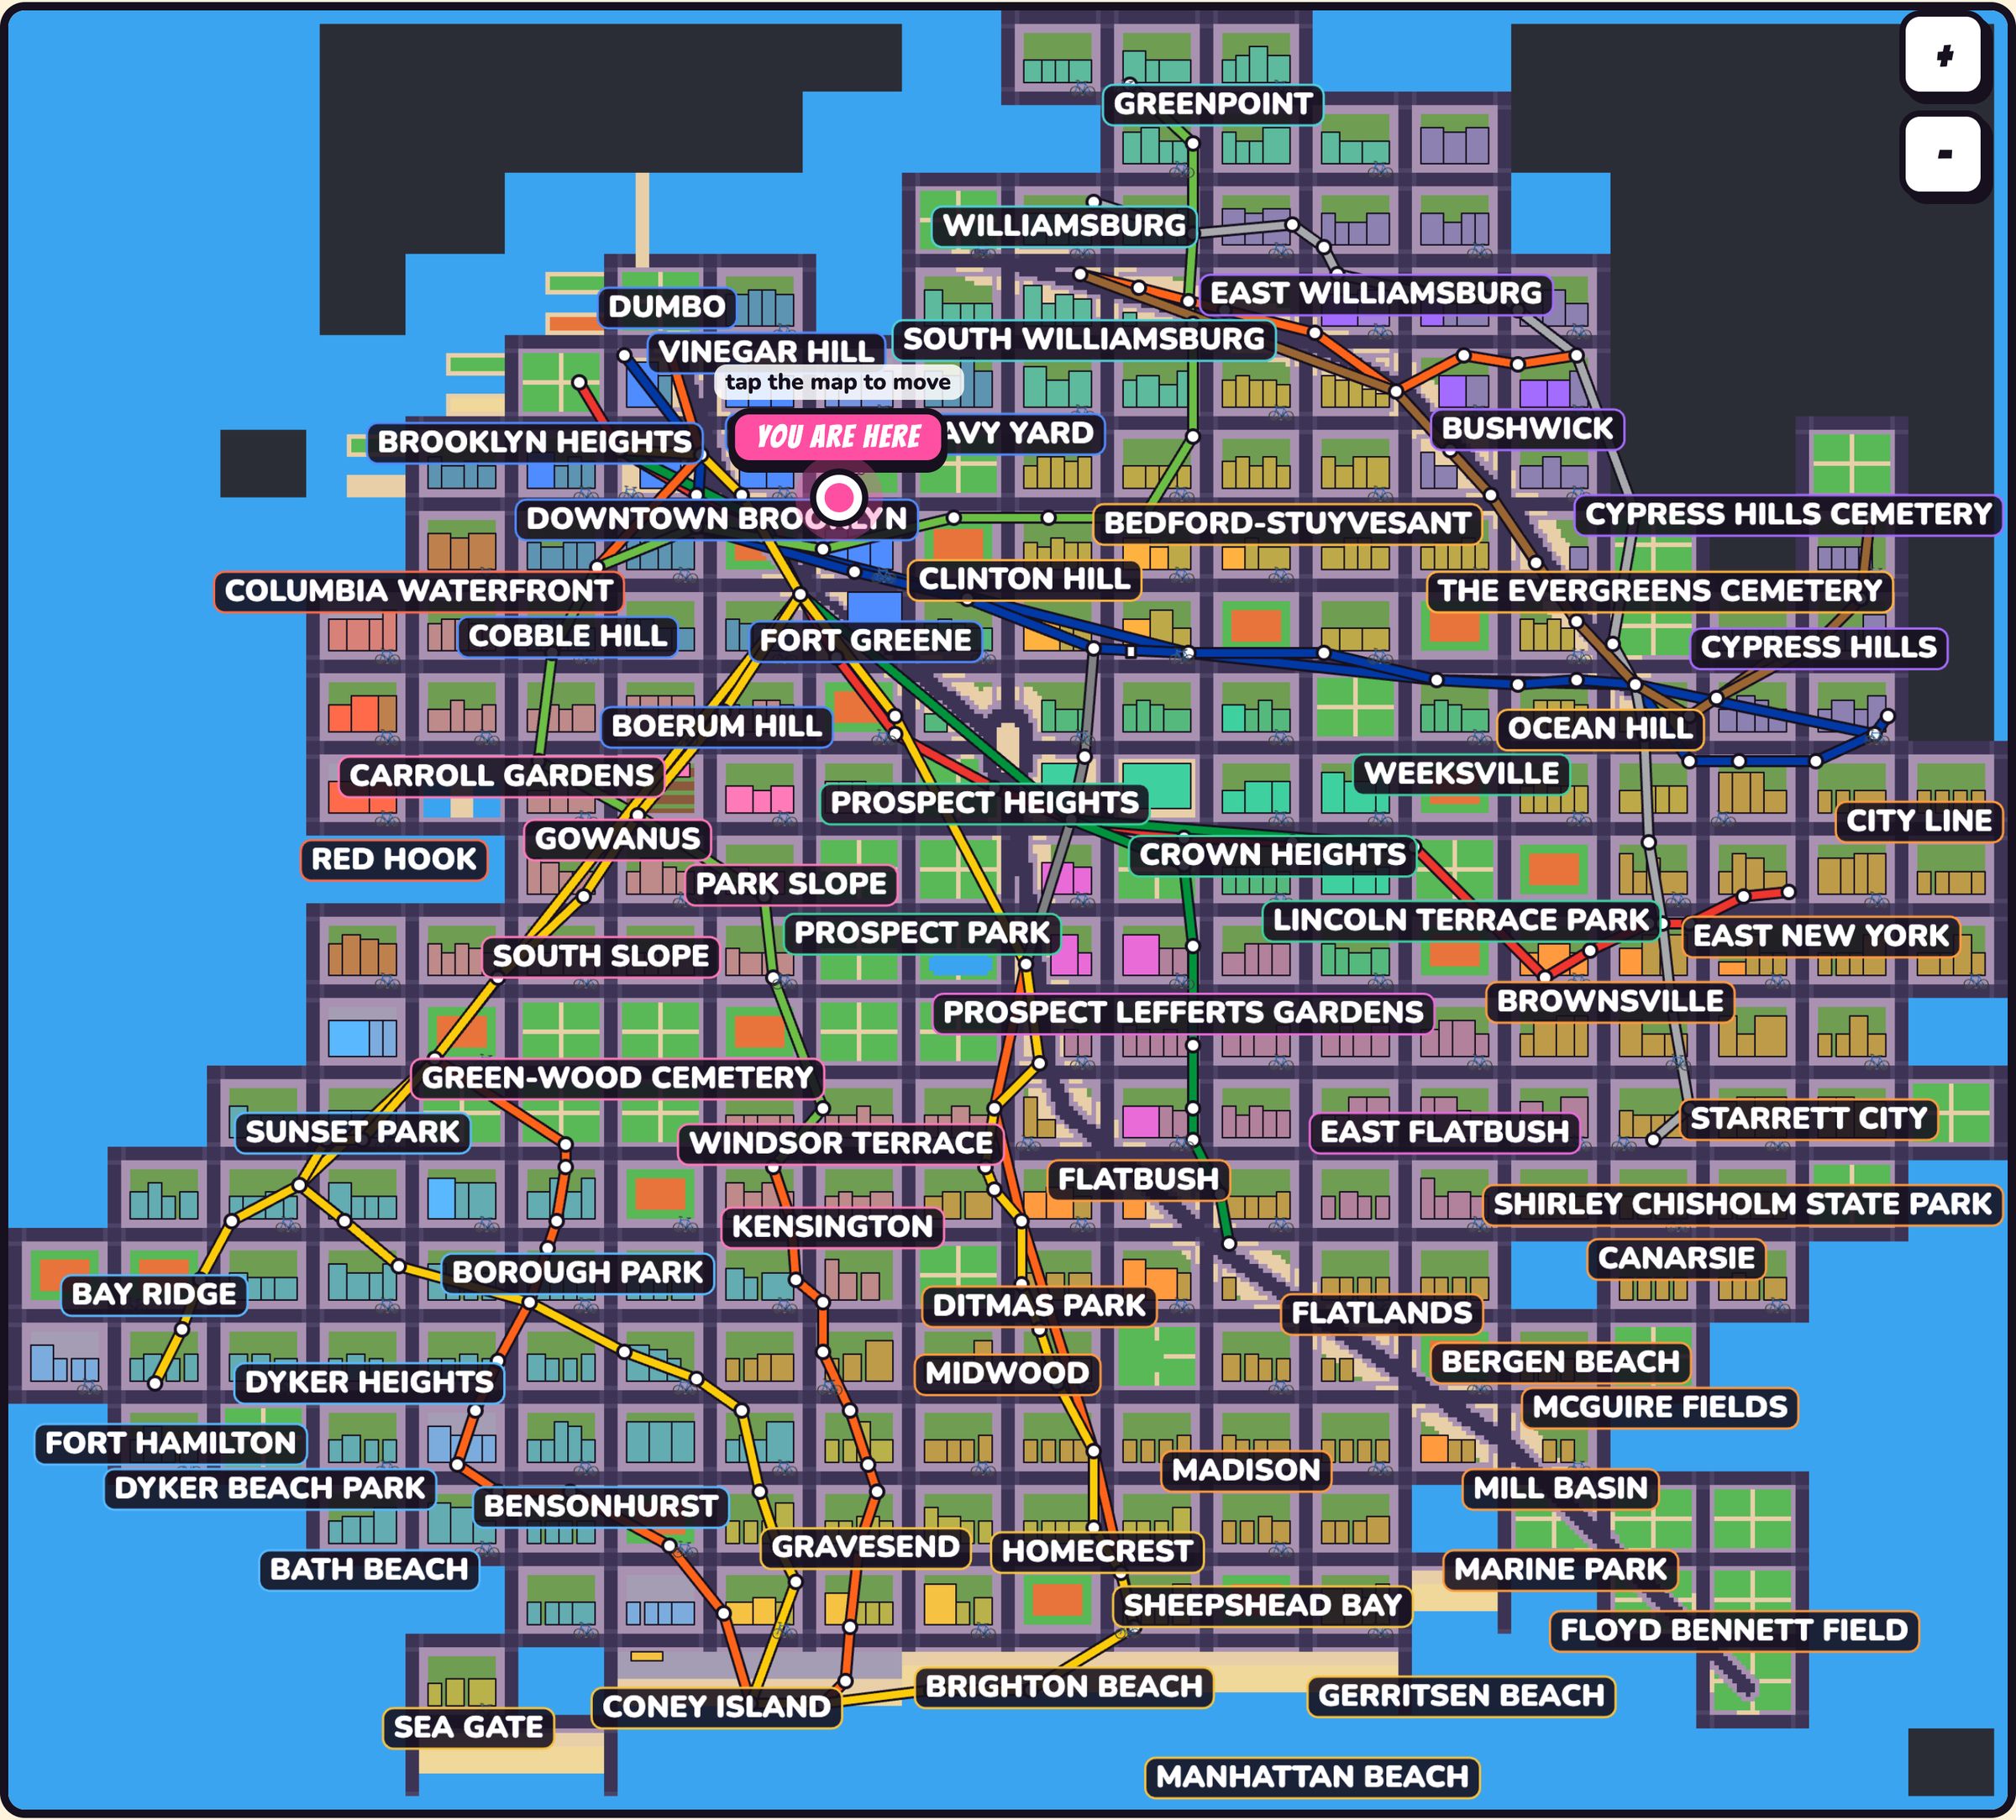 +
-
GREENPOINT
WILLIAMSBURG
EAST WILLIAMSBURG
DUMBO
SOUTH WILLIAMSBURG
VINEGAR HILL
tap the map to move
BUSHWICK
YOU ARE HERE
AVY YARD
BROOKLYN HEIGHTS
CYPRESS HILLS CEMETERY
DOWNTOWN BROOKLYN
BEDFORD-STUYVESANT
CLINTON HILL
COLUMBIA WATERFRONT
THE EVERGREENS CEMETERY
COBBLE HILL
FORT GREENE
CYPRESS HILLS
BOERUM HILL
OCEAN HILL
CARROLL GARDENS
WEEKSVILLE
PROSPECT HEIGHTS
CITY LINE
GOWANUS
RED HOOK
CROWN HEIGHTS
PARK SLOPE
LINCOLN TERRACE PARK
PROSPECT PARK
EAST NEW YORK
SOUTH SLOPE
BROWNSVILLE
PROSPECT LEFFERTS GARDENS
GREEN-WOOD CEMETERY
STARRETT CITY
SUNSET PARK
EAST FLATBUSH
WINDSOR TERRACE
FLATBUSH
SHIRLEY CHISHOLM STATE PARK
KENSINGTON
CANARSIE
BOROUGH PARK
BAY RIDGE
DITMAS PARK
FLATLANDS
BERGEN BEACH
MIDWOOD
DYKER HEIGHTS
MCGUIRE FIELDS
FORT HAMILTON
MADISON
DYKER BEACH PARK
MILL BASIN
BENSONHURST
GRAVESEND
HOMECREST
BATH BEACH
MARINE PARK
SHEEPSHEAD BAY
FLOYD BENNETT FIELD
BRIGHTON BEACH
GERRITSEN BEACH
CONEY ISLAND
SEA GATE
MANHATTAN BEACH